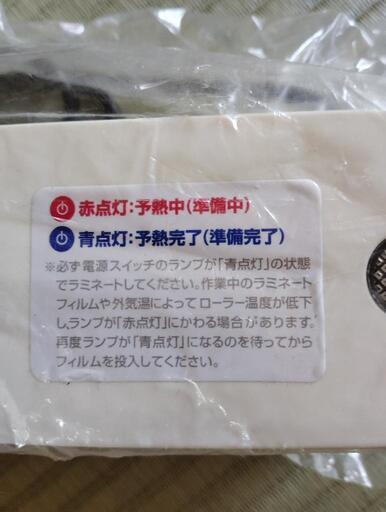 赤点灯:予熱中(準備中)
青点灯:予熱完了(準備完了)
※必ず電源スイッチのランプが「青点灯」の状態
でラミネートしてください。作業中のラミネート
フィルムや外気温によってローラー温度が低下
し、ランプが「赤点灯」にかわる場合があります。
再度ランプが「青点灯」になるのを待ってから
フィルムを投入してください。